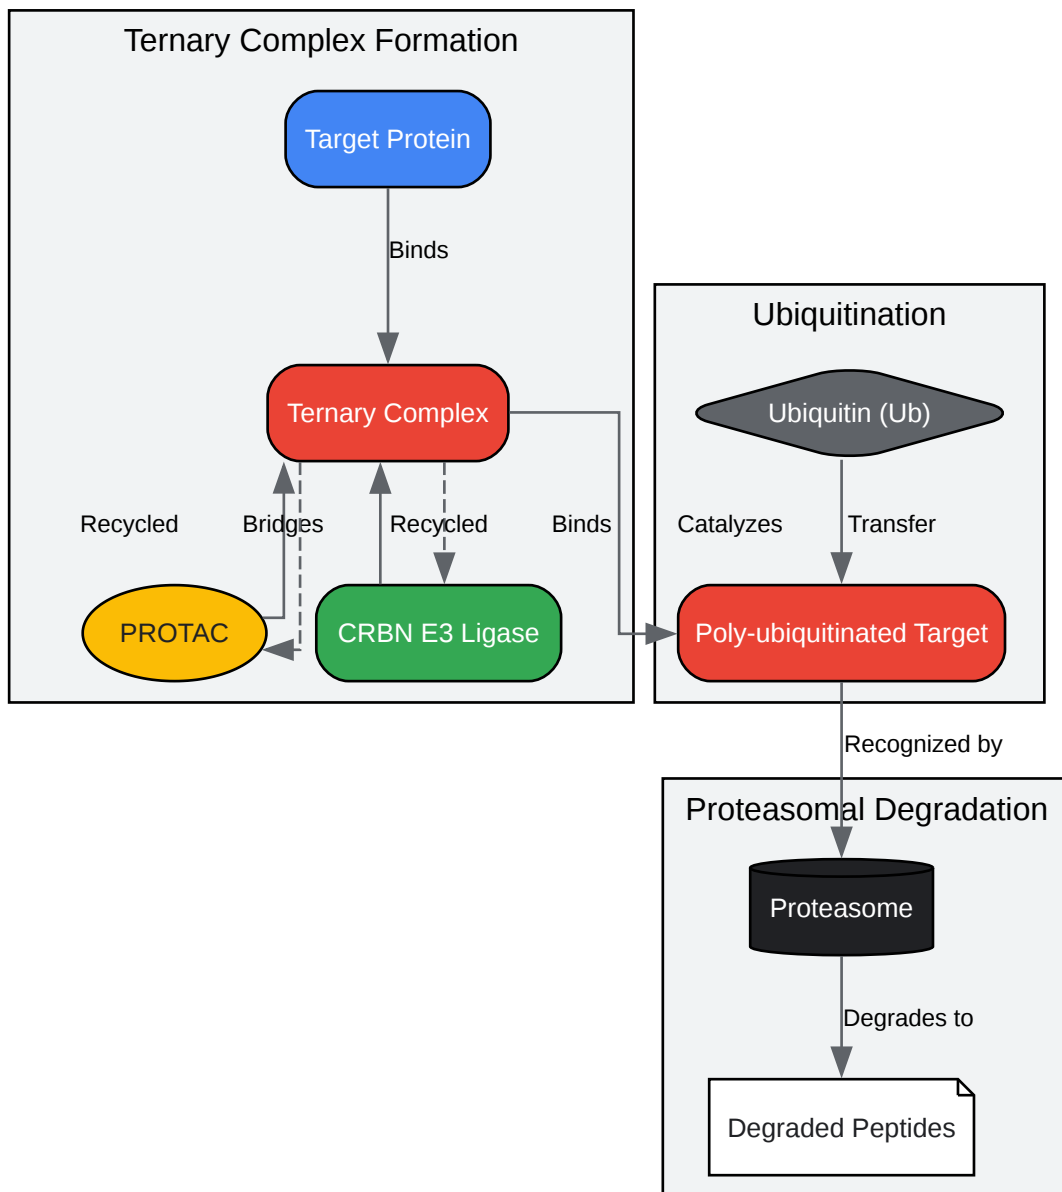 Ternary Complex Formation
Target Protein
Binds
Ubiquitination
Ternary Complex
Ubiquitin (Ub)
Recycled
Bridges
Recycled
Binds
Catalyzes
Transfer
PROTAC
CRBN E3 Ligase
Poly-ubiquitinated Target
Recognized by
Proteasomal Degradation
Proteasome
Degrades to
Degraded Peptides